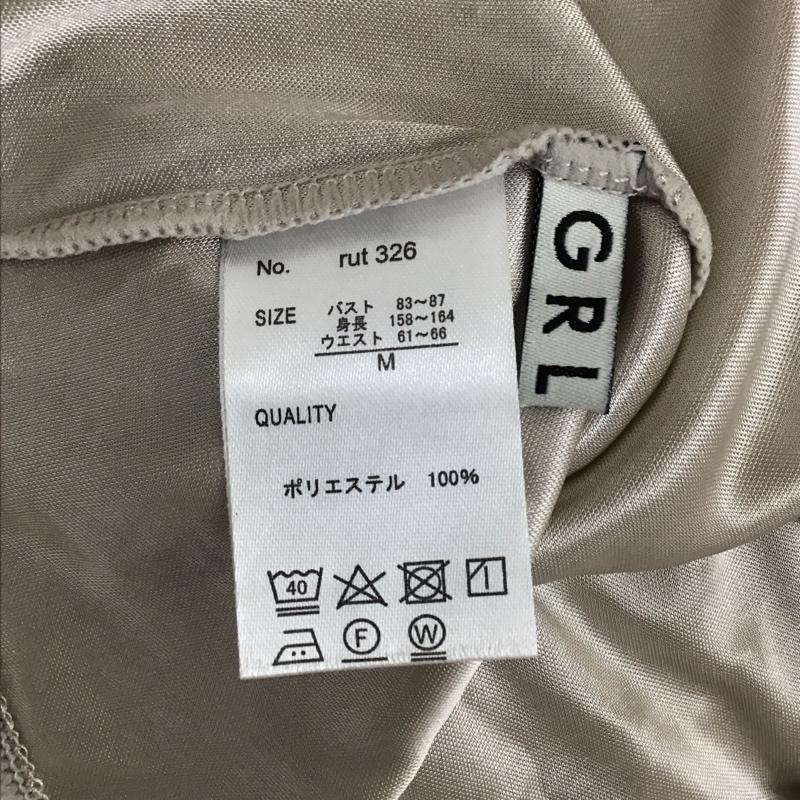 No. rut 326
SIZE バスト 83～87
身長 158～164
ウエスト 61～66
M
QUALITY
ポリエステル 100%
40
F W
GRL